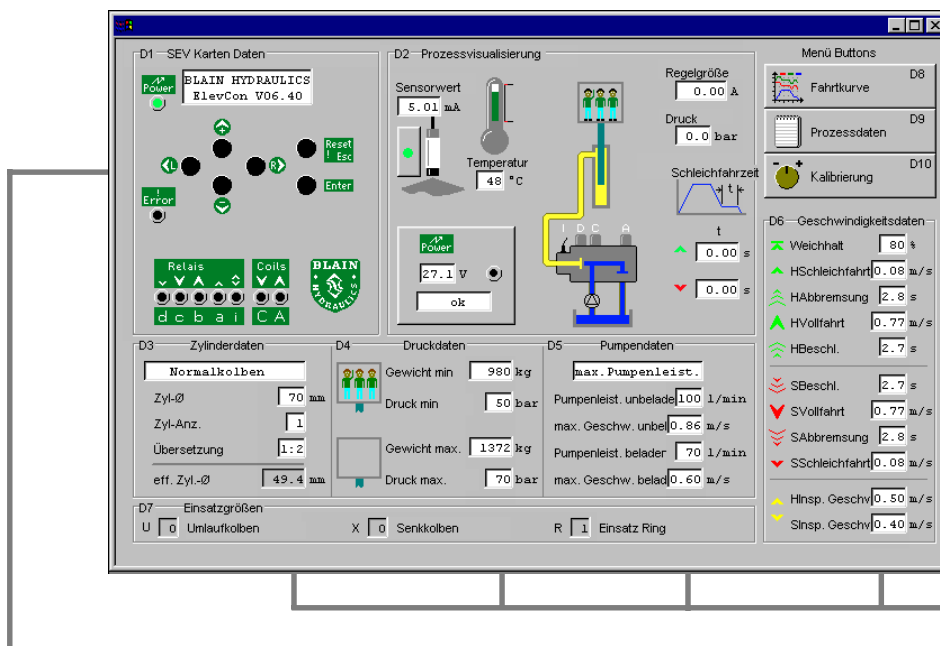 D1 SEV Karten Daten
Power
BLAIN HYDRAULICS
ElevCon V06.40
L
R
Reset
! Esc
Enter
!
Error
Relais
Coils
d c b a i
C A
BLAIN
HYDRAULICS
D2 Prozessvisualisierung
Sensorwert
5.01 mA
Temperatur
48 °C
Power
27.1 V
ok
I D C A
Regelgröße
0.00 A
Druck
0.0 bar
Schleichfahrzeit
t
t
0.00 s
0.00 s
Menü Buttons
Fahrtkurve D8
Prozessdaten D9
Kalibrierung D10
D6 Geschwindigkeitsdaten
Weichhalt 80 %
HSchleichfahrt 0.08 m/s
HAbbremsung 2.8 s
HVollfahrt 0.77 m/s
HBeschl. 2.7 s
SBeschl. 2.7 s
SVollfahrt 0.77 m/s
SAbbremsung 2.8 s
SSchleichfahrt 0.08 m/s
HInsp. Geschw 0.50 m/s
SInsp. Geschw 0.40 m/s
D3 Zylinderdaten
Normalkolben
Zyl-Ø 70 mm
Zyl-Anz. 1
Übersetzung 1:2
eff. Zyl.-Ø 49.4 mm
D4 Druckdaten
Gewicht min 980 kg
Druck min 50 bar
Gewicht max. 1372 kg
Druck max. 70 bar
D5 Pumpendaten
max.Pumpenleist.
Pumpenleist. unbelade 100 l/min
max. Geschw. unbel 0.86 m/s
Pumpenleist. belader 70 l/min
max. Geschw. belad 0.60 m/s
D7 Einsatzgrößen
U 0 Umlaufkolben
X 0 Senkkolben
R 1 Einsatz Ring